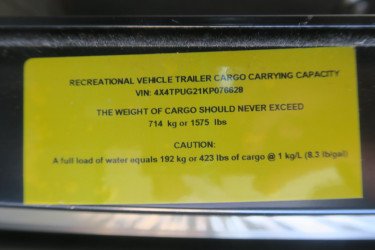 RECREATIONAL VEHICLE TRAILER CARGO CARRYING CAPACITY
VIN: 4X4TPUG21KP076628
THE WEIGHT OF CARGO SHOULD NEVER EXCEED
714 kg or 1575 lbs
CAUTION:
A full load of water equals 192 kg or 423 lbs of cargo @ 1 kg/L (8.3 lb/gal)